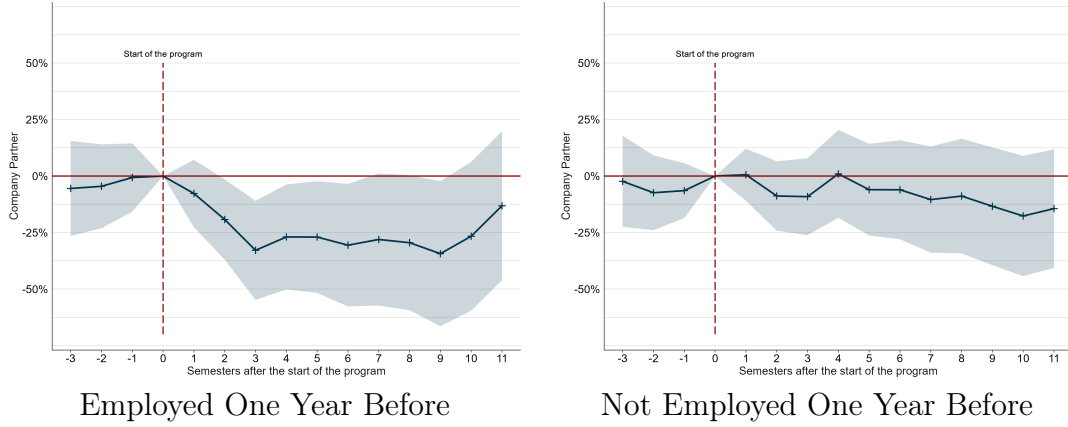 Start of the program
50%
25%
0%
-25%
-50%
Company Partner
-3 -2 -1 0 1 2 3 4 5 6 7 8 9 10 11
Semesters after the start of the program
Employed One Year Before
Start of the program
50%
25%
0%
-25%
-50%
Company Partner
-3 -2 -1 0 1 2 3 4 5 6 7 8 9 10 11
Semesters after the start of the program
Not Employed One Year Before